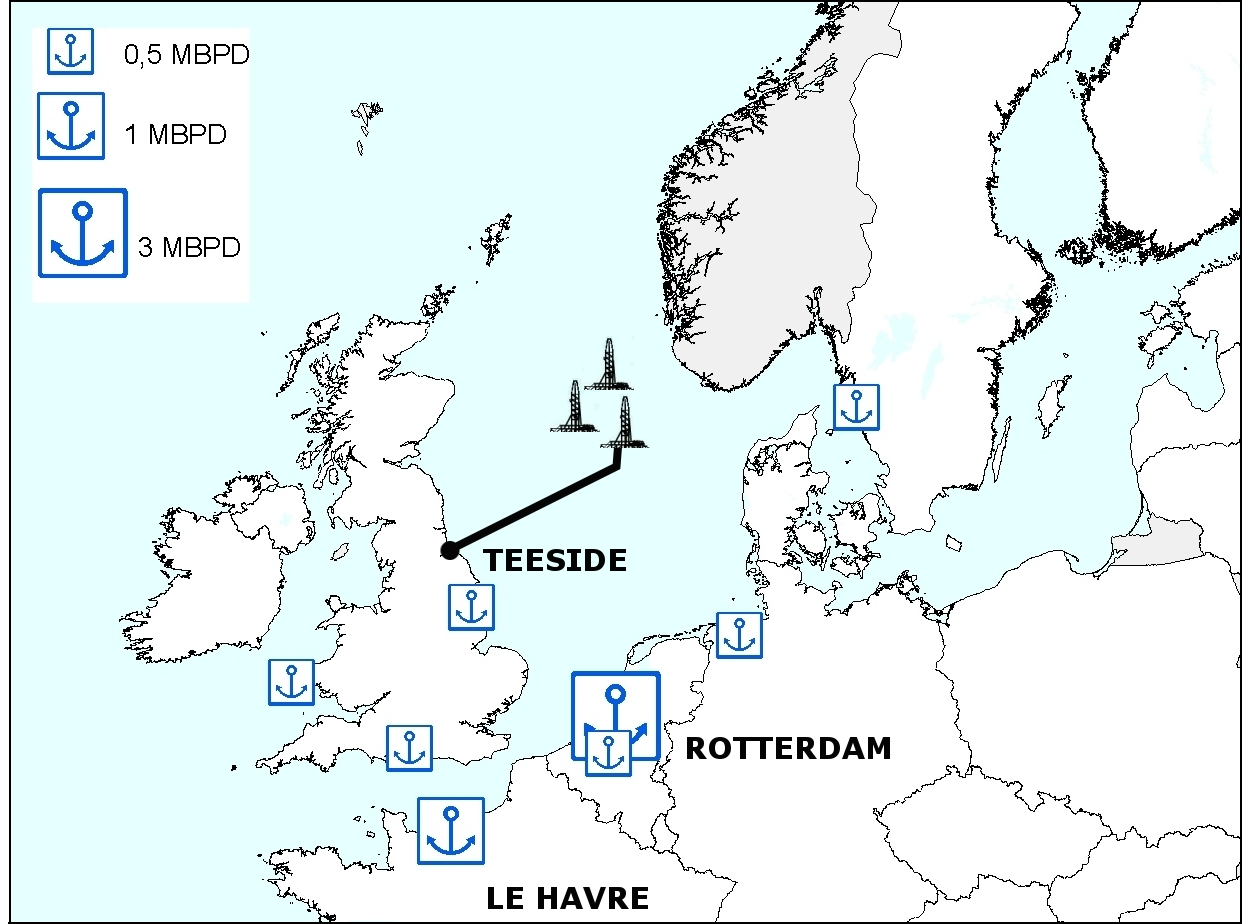 0,5 MBPD
1 MBPD
3 MBPD
TEESIDE
ROTTERDAM
LE HAVRE